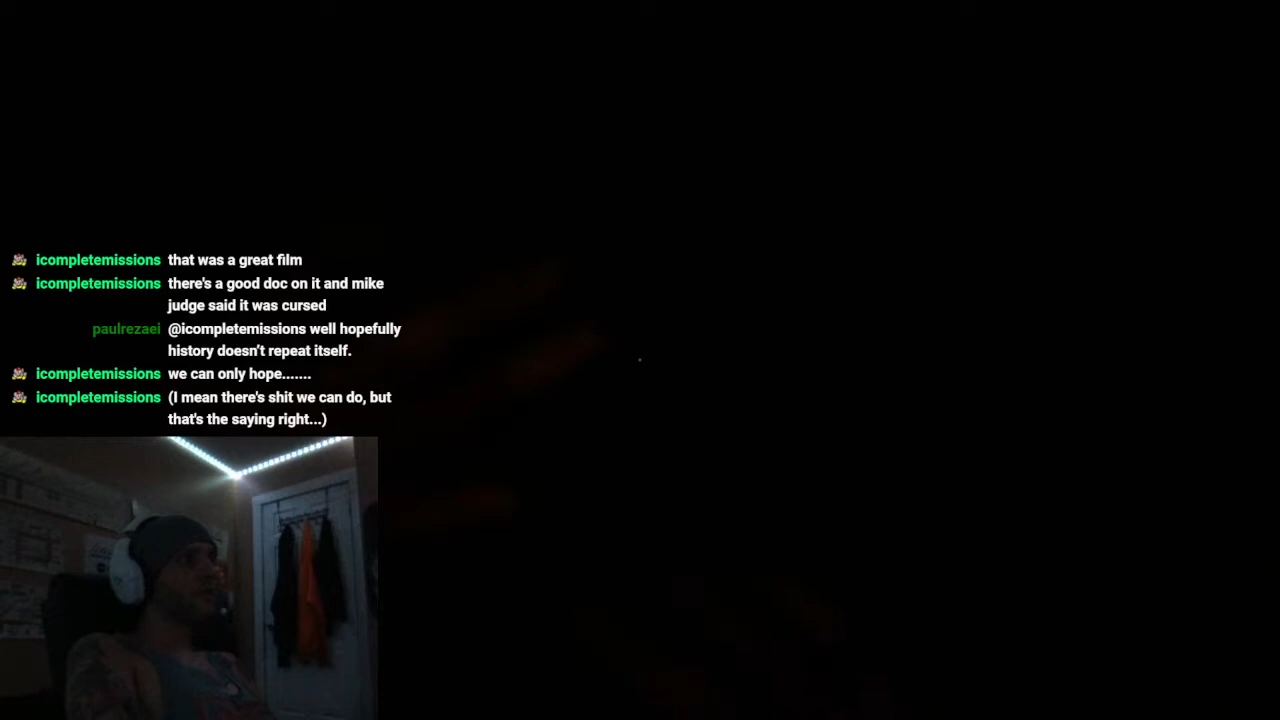 icompletemissions that was a great film
icompletemissions there's a good doc on it and mike
judge said it was cursed
paulrezaei @icompletemissions well hopefully
history doesn't repeat itself.
icompletemissions we can only hope.......
icompletemissions (I mean there's shit we can do, but
that's the saying right...)